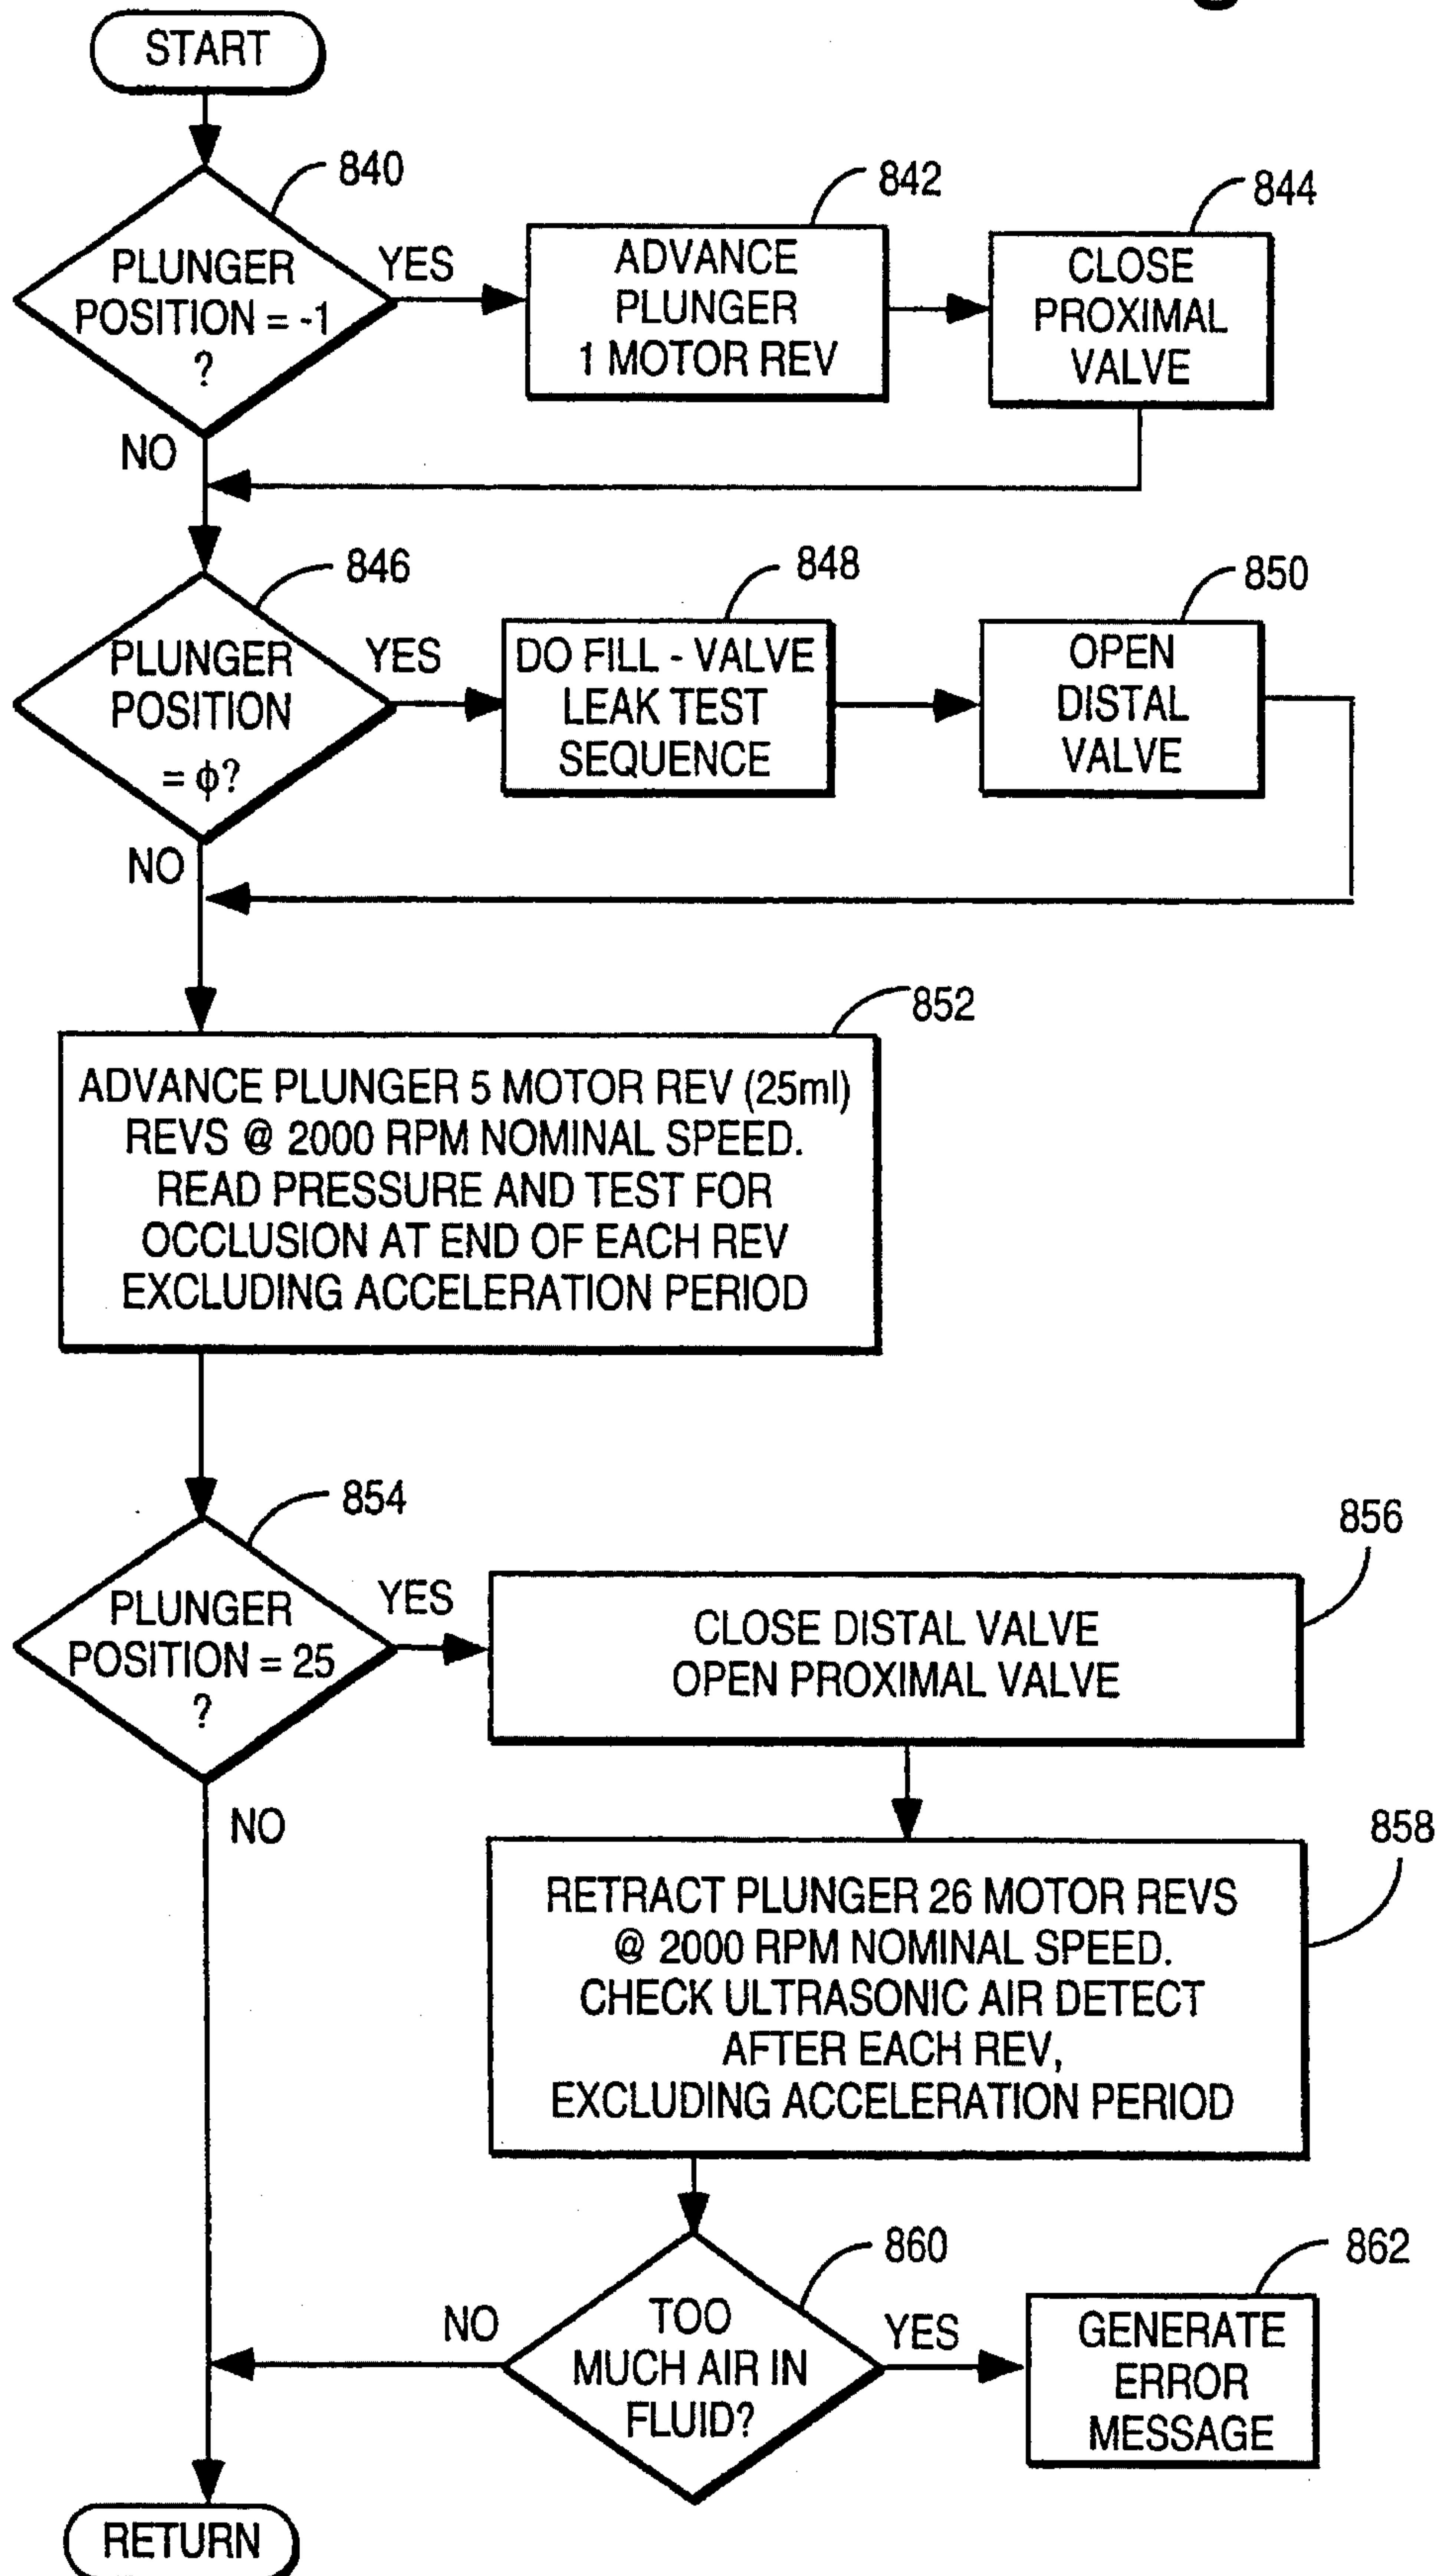 START
840
PLUNGER
POSITION = -1
?
YES
842
ADVANCE
PLUNGER
1 MOTOR REV
844
CLOSE
PROXIMAL
VALVE
NO
846
PLUNGER
POSITION
= ϕ?
YES
848
DO FILL - VALVE
LEAK TEST
SEQUENCE
850
OPEN
DISTAL
VALVE
NO
852
ADVANCE PLUNGER 5 MOTOR REV (25ml)
REVS @ 2000 RPM NOMINAL SPEED.
READ PRESSURE AND TEST FOR
OCCLUSION AT END OF EACH REV
EXCLUDING ACCELERATION PERIOD
854
PLUNGER
POSITION = 25
?
YES
856
CLOSE DISTAL VALVE
OPEN PROXIMAL VALVE
NO
858
RETRACT PLUNGER 26 MOTOR REVS
@ 2000 RPM NOMINAL SPEED.
CHECK ULTRASONIC AIR DETECT
AFTER EACH REV,
EXCLUDING ACCELERATION PERIOD
860
TOO
MUCH AIR IN
FLUID?
NO
YES
862
GENERATE
ERROR
MESSAGE
RETURN